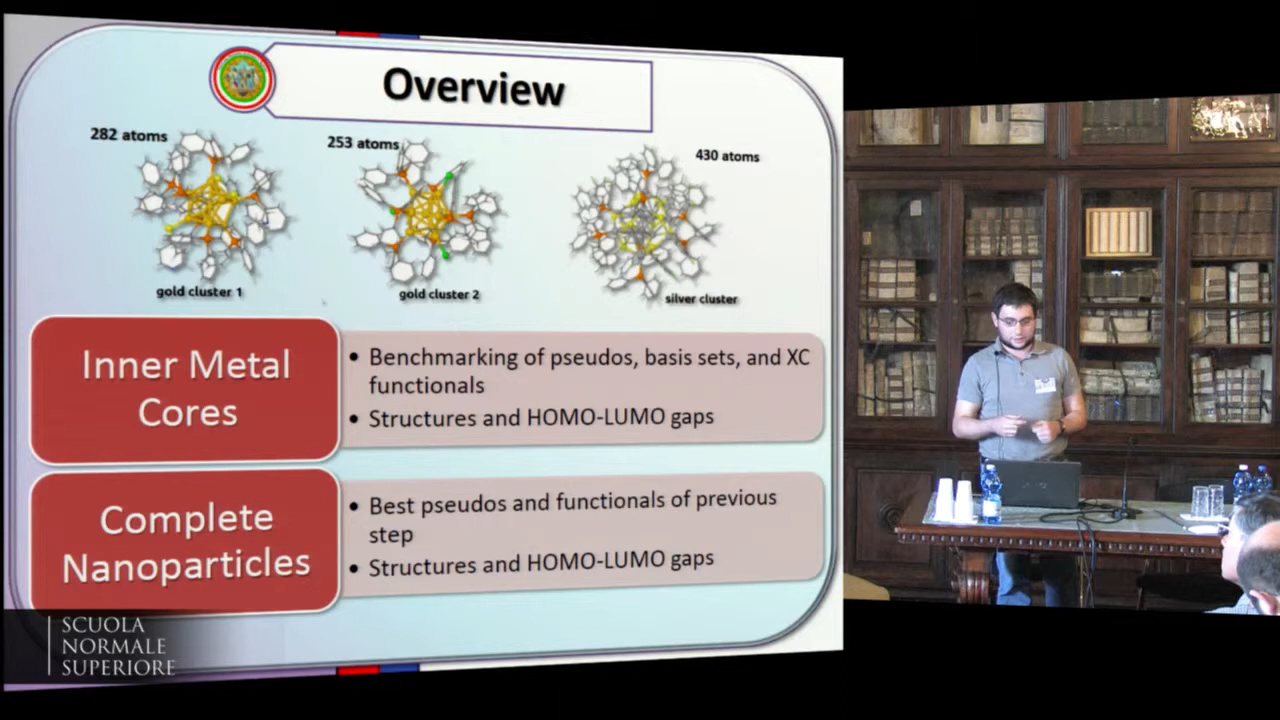 Overview
282 atoms
253 atoms
430 atoms
gold cluster 1
gold cluster 2
silver cluster
Inner Metal
Cores
• Benchmarking of pseudos, basis sets, and XC
functionals
• Structures and HOMO-LUMO gaps
Complete
Nanoparticles
• Best pseudos and functionals of previous
step
• Structures and HOMO-LUMO gaps
SCUOLA
NORMALE
SUPERIORE